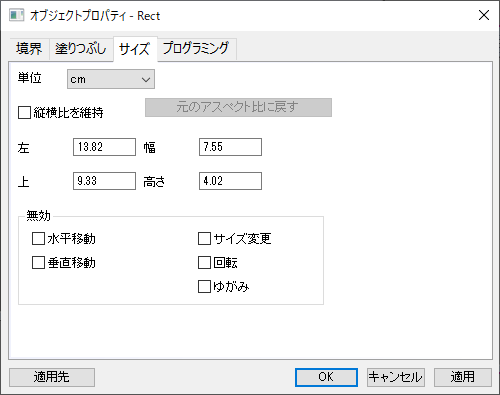 オブジェクトプロパティ - Rect
境界 塗りつぶし サイズ プログラミング
単位 cm
縦横比を維持 元のアスペクト比に戻す
左 13.82 幅 7.55
上 9.33 高さ 4.02
無効
水平移動 サイズ変更
垂直移動 回転
ゆがみ
適用先 OK キャンセル 適用